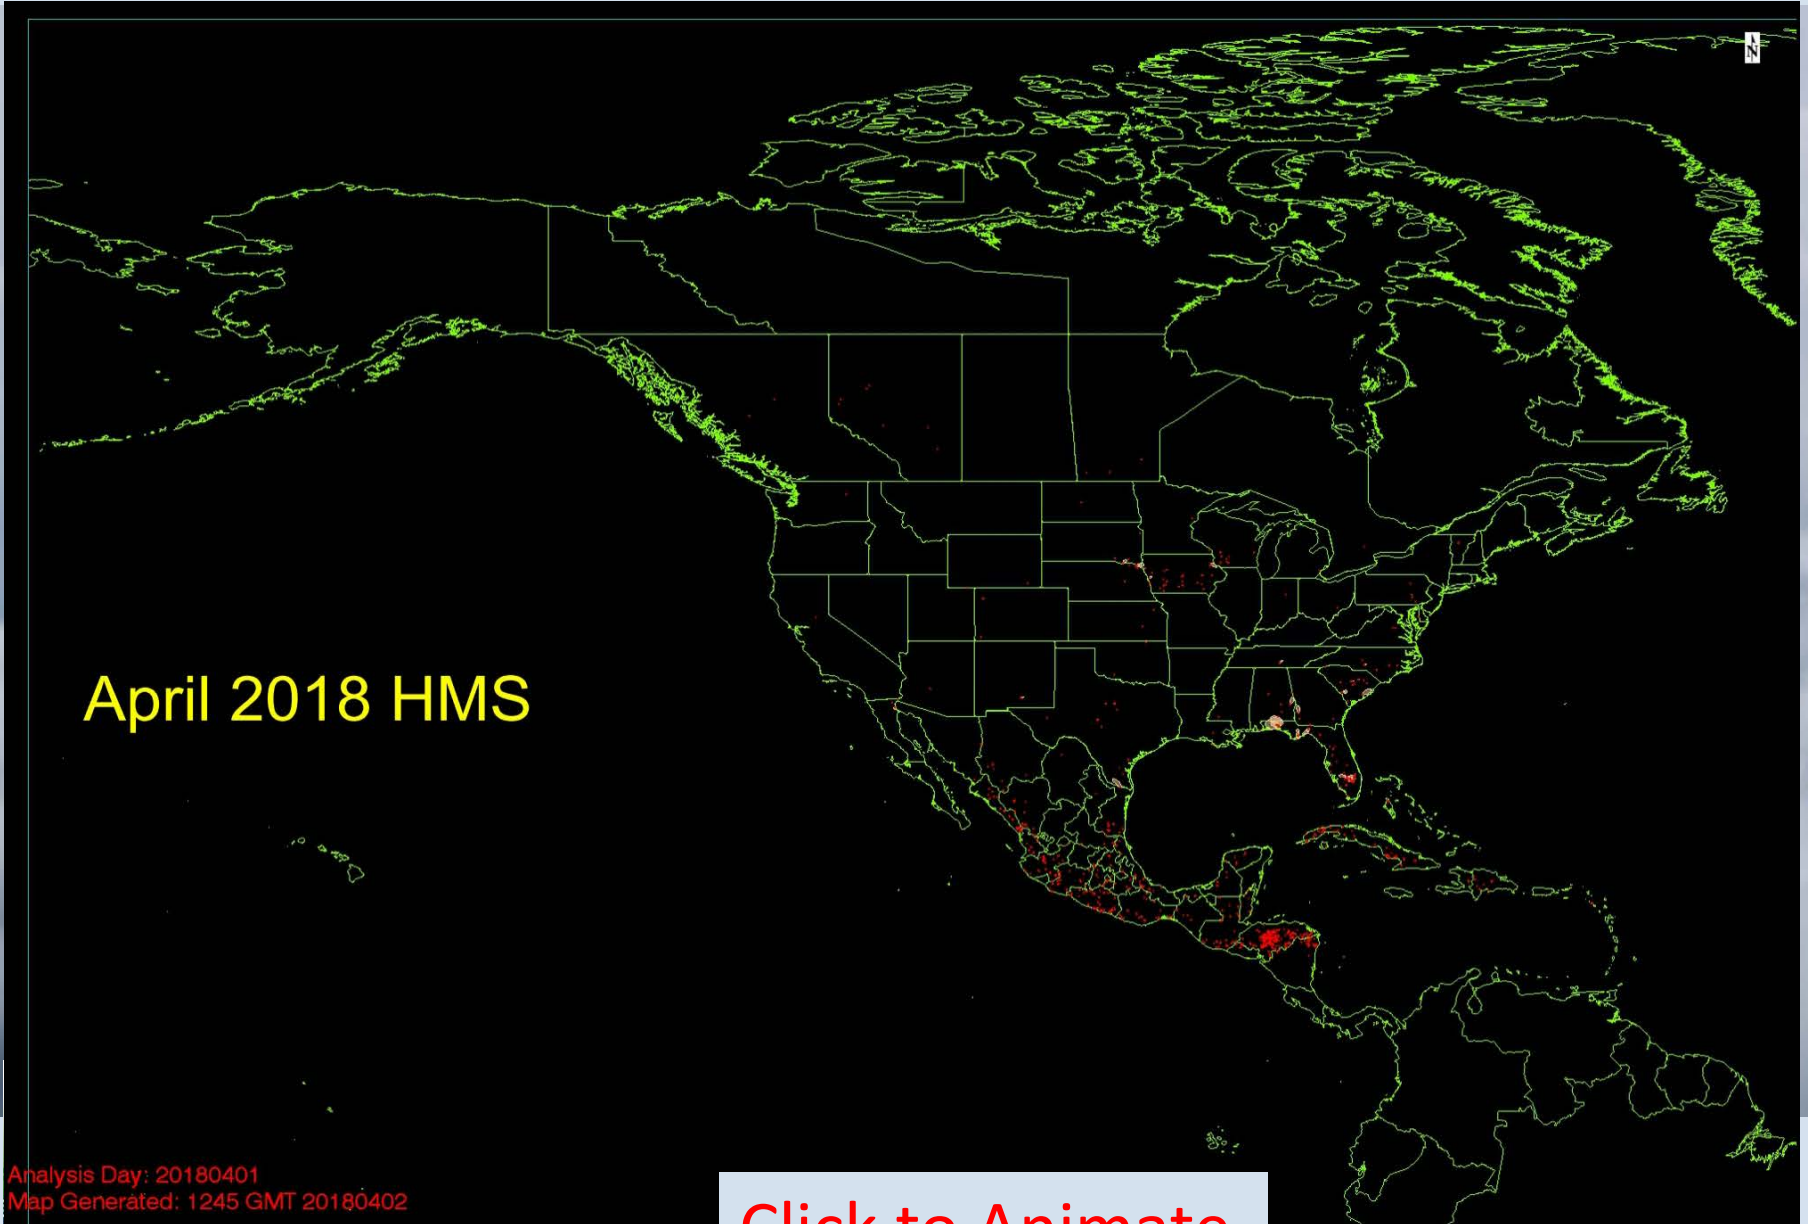 N
April 2018 HMS
Analysis Day: 20180401
Map Generated: 1245 GMT 20180402
Click to Animate